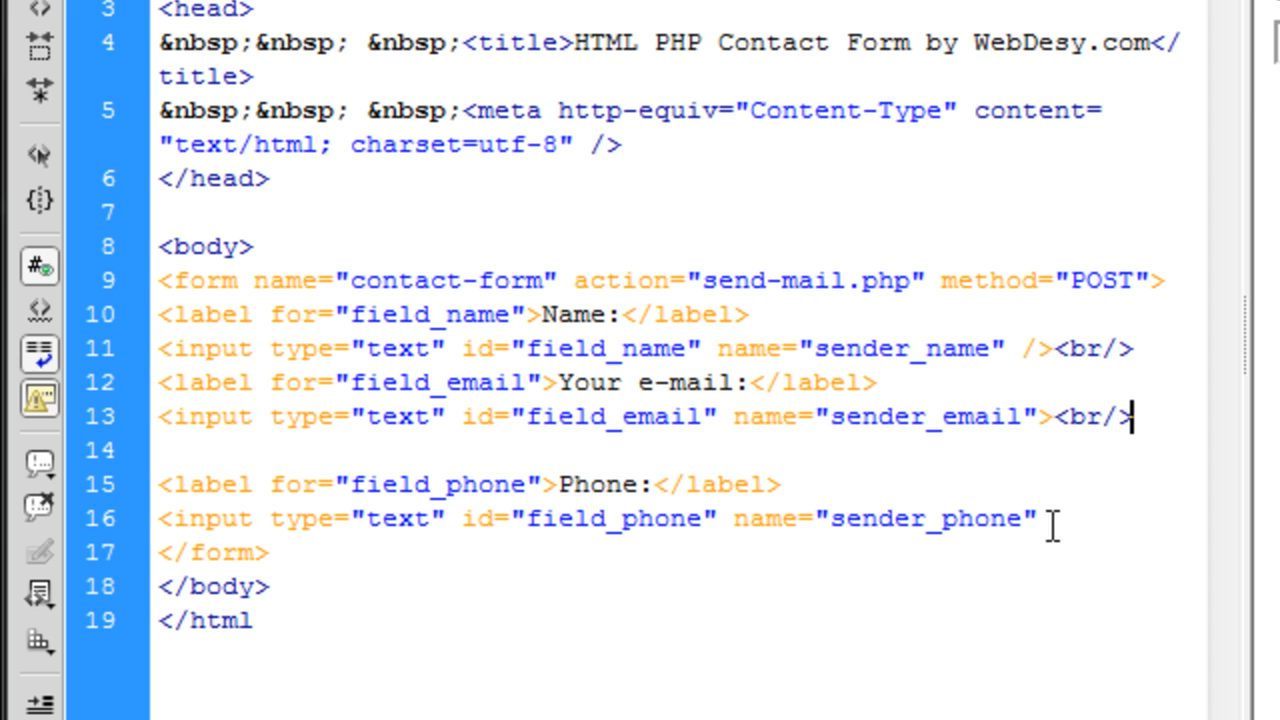 3 <head>
4 &nbsp;&nbsp; &nbsp;<title>HTML PHP Contact Form by WebDesy.com</
title>
5 &nbsp;&nbsp; &nbsp;<meta http-equiv="Content-Type" content=
"text/html; charset=utf-8" />
6 </head>
7
8 <body>
9 <form name="contact-form" action="send-mail.php" method="POST">
10 <label for="field_name">Name:</label>
11 <input type="text" id="field_name" name="sender_name" /><br/>
12 <label for="field_email">Your e-mail:</label>
13 <input type="text" id="field_email" name="sender_email"><br/>
14
15 <label for="field_phone">Phone:</label>
16 <input type="text" id="field_phone" name="sender_phone"
17 </form>
18 </body>
19 </html